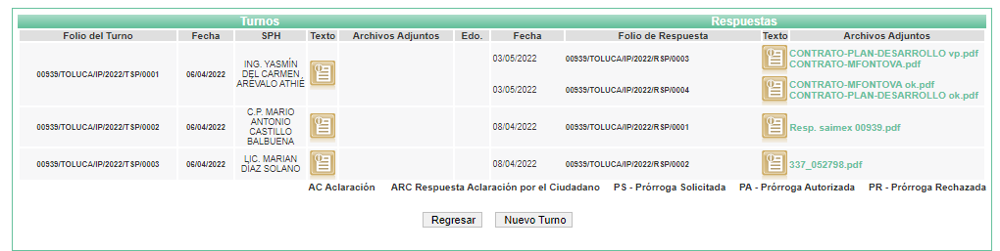 Turnos Respuestas
Folio del Turno Fecha SPH Texto Archivos Adjuntos Edo. Fecha Folio de Respuesta Texto Archivos Adjuntos
00939/TOLUCA/IP/2022/TSP/0001 06/04/2022
ING. YASMÍN
DEL CARMEN
ARÉVALO ATHIÉ
03/05/2022 00939/TOLUCA/IP/2022/RSP/0003
CONTRATO-PLAN-DESARROLLO vp.pdf
CONTRATO-MFONTOVA.pdf
03/05/2022 00939/TOLUCA/IP/2022/RSP/0004
CONTRATO-MFONTOVA ok.pdf
CONTRATO-PLAN-DESARROLLO ok.pdf
00939/TOLUCA/IP/2022/TSP/0002 06/04/2022
C.P. MARIO
ANTONIO
CASTILLO
BALBUENA
08/04/2022 00939/TOLUCA/IP/2022/RSP/0001 Resp. saimex 00939.pdf
00939/TOLUCA/IP/2022/TSP/0003 06/04/2022
LIC. MARIAN
DÍAZ SOLANO
08/04/2022 00939/TOLUCA/IP/2022/RSP/0002 337_052798.pdf
AC Aclaración ARC Respuesta Aclaración por el Ciudadano PS - Prórroga Solicitada PA - Prórroga Autorizada PR - Prórroga Rechazada
Regresar Nuevo Turno